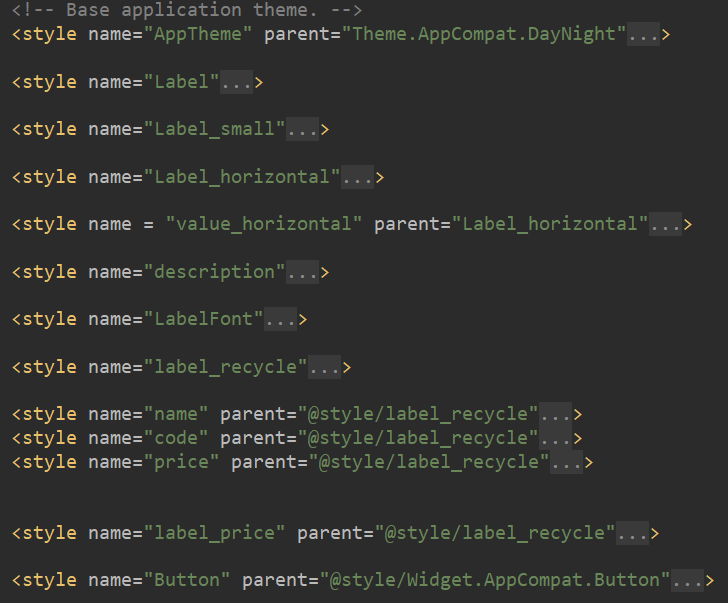 <!-- Base application theme. -->
<style name="AppTheme" parent="Theme.AppCompat.DayNight"...>
<style name="Label"...>
<style name="Label_small"...>
<style name="Label_horizontal"...>
<style name = "value_horizontal" parent="Label_horizontal"...>
<style name="description"...>
<style name="LabelFont"...>
<style name="label_recycle"...>
<style name="name" parent="@style/label_recycle"...>
<style name="code" parent="@style/label_recycle"...>
<style name="price" parent="@style/label_recycle"...>
<style name="label_price" parent="@style/label_recycle"...>
<style name="Button" parent="@style/Widget.AppCompat.Button"...>